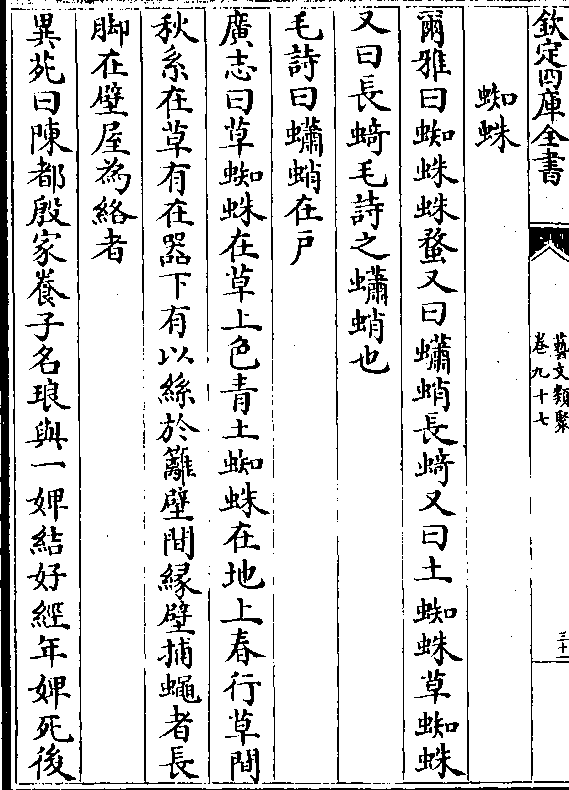 欽定四庫全書
藝文類聚
卷九十七
三十一
蜘蛛
爾雅曰蜘蛛蛛蝥又曰蠨蛸長蜻又曰土蜘蛛草蜘蛛
又曰長踦毛詩之蠨蛸也
毛詩曰蠨蛸在戶
廣志曰草蜘蛛在草上色青土蜘蛛在地上春行草間
秋系在草有在器下有以絲於籬壁間緣壁捕蠅者長
脚在壁屋為絡者
異苑曰陳都殷家養子名琅與一婢結好經年婢死後